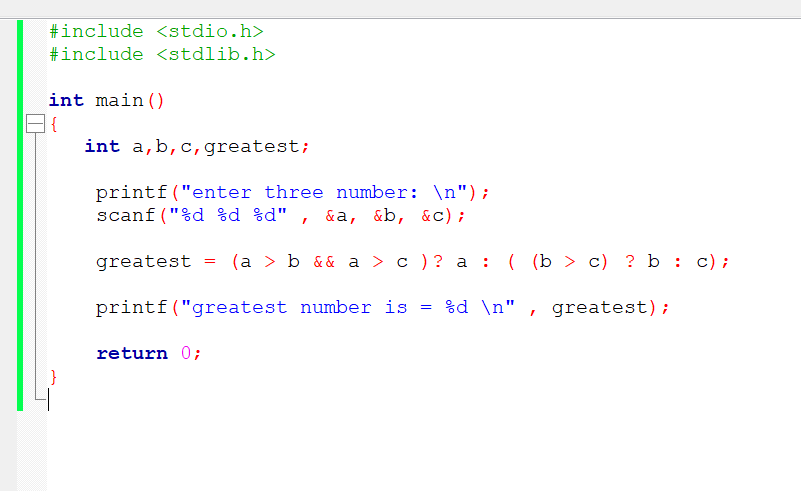 #include <stdio.h>
#include <stdlib.h>
int main()
{
int a,b,c,greatest;
printf("enter three number: \n");
scanf("%d %d %d" , &a, &b, &c);
greatest = (a > b && a > c )? a : ( (b > c) ? b : c);
printf("greatest number is = %d \n" , greatest);
return 0;
}